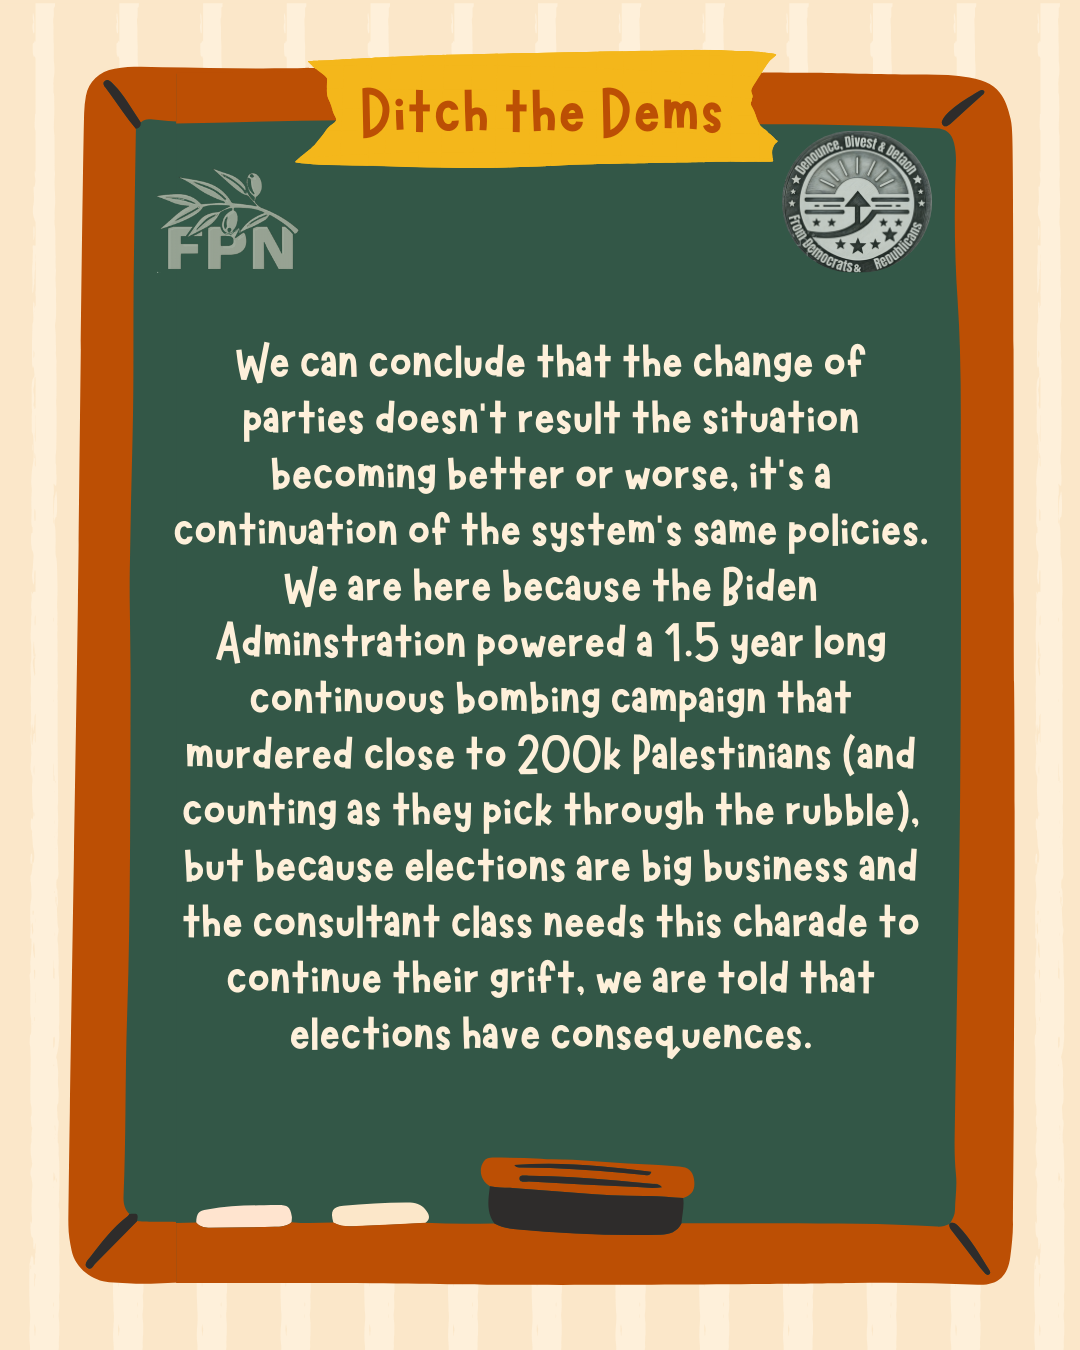 Ditch the Dems
FPN
Denounce, Divest & Detaon
From Democrats & Republicans
We can conclude that the change of
parties doesn't result the situation
becoming better or worse, it's a
continuation of the system's same policies.
We are here because the Biden
Adminstration powered a 1.5 year long
continuous bombing campaign that
murdered close to 200k Palestinians (and
counting as they pick through the rubble),
but because elections are big business and
the consultant class needs this charade to
continue their grift, we are told that
elections have consequences.